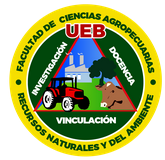 FACULTAD DE CIENCIAS AGROPECUARIAS
UEB
INVESTIGACIÓN
DOCENCIA
VINCULACIÓN
RECURSOS NATURALES Y DEL AMBIENTE